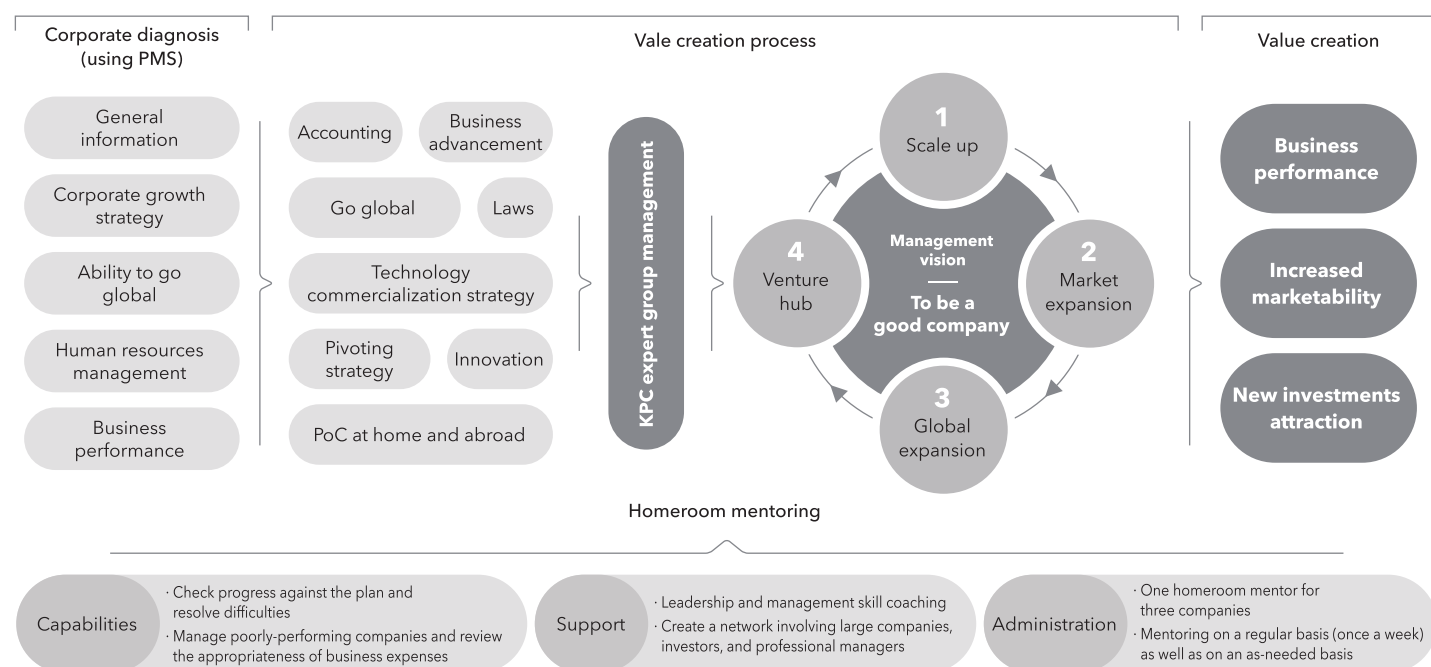 Corporate diagnosis
(using PMS)
Vale creation process
Value creation
General
information
Corporate growth
strategy
Ability to go
global
Human resources
management
Business
performance
Accounting
Business
advancement
Go global
Laws
Technology
commercialization strategy
Pivoting
strategy
Innovation
PoC at home and abroad
KPC expert group management
1
Scale up
2
Market
expansion
3
Global
expansion
4
Venture
hub
Management
vision
To be a
good company
Business
performance
Increased
marketability
New investments
attraction
Homeroom mentoring
Capabilities
· Check progress against the plan and
resolve difficulties
· Manage poorly-performing companies and review
the appropriateness of business expenses
Support
· Leadership and management skill coaching
· Create a network involving large companies,
investors, and professional managers
Administration
· One homeroom mentor for
three companies
· Mentoring on a regular basis (once a week)
as well as on an as-needed basis